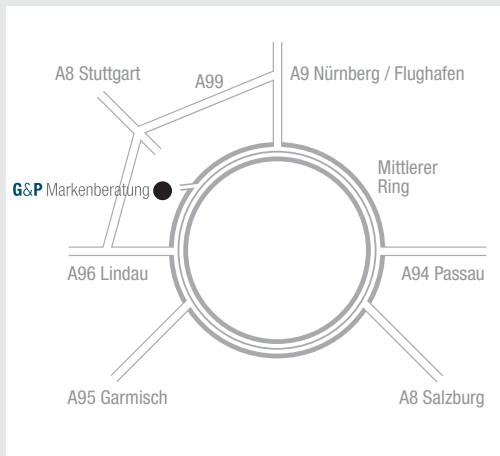 A8 Stuttgart
A99
A9 Nürnberg / Flughafen
Mittlerer
Ring
G&P Markenberatung
A96 Lindau
A94 Passau
A95 Garmisch
A8 Salzburg